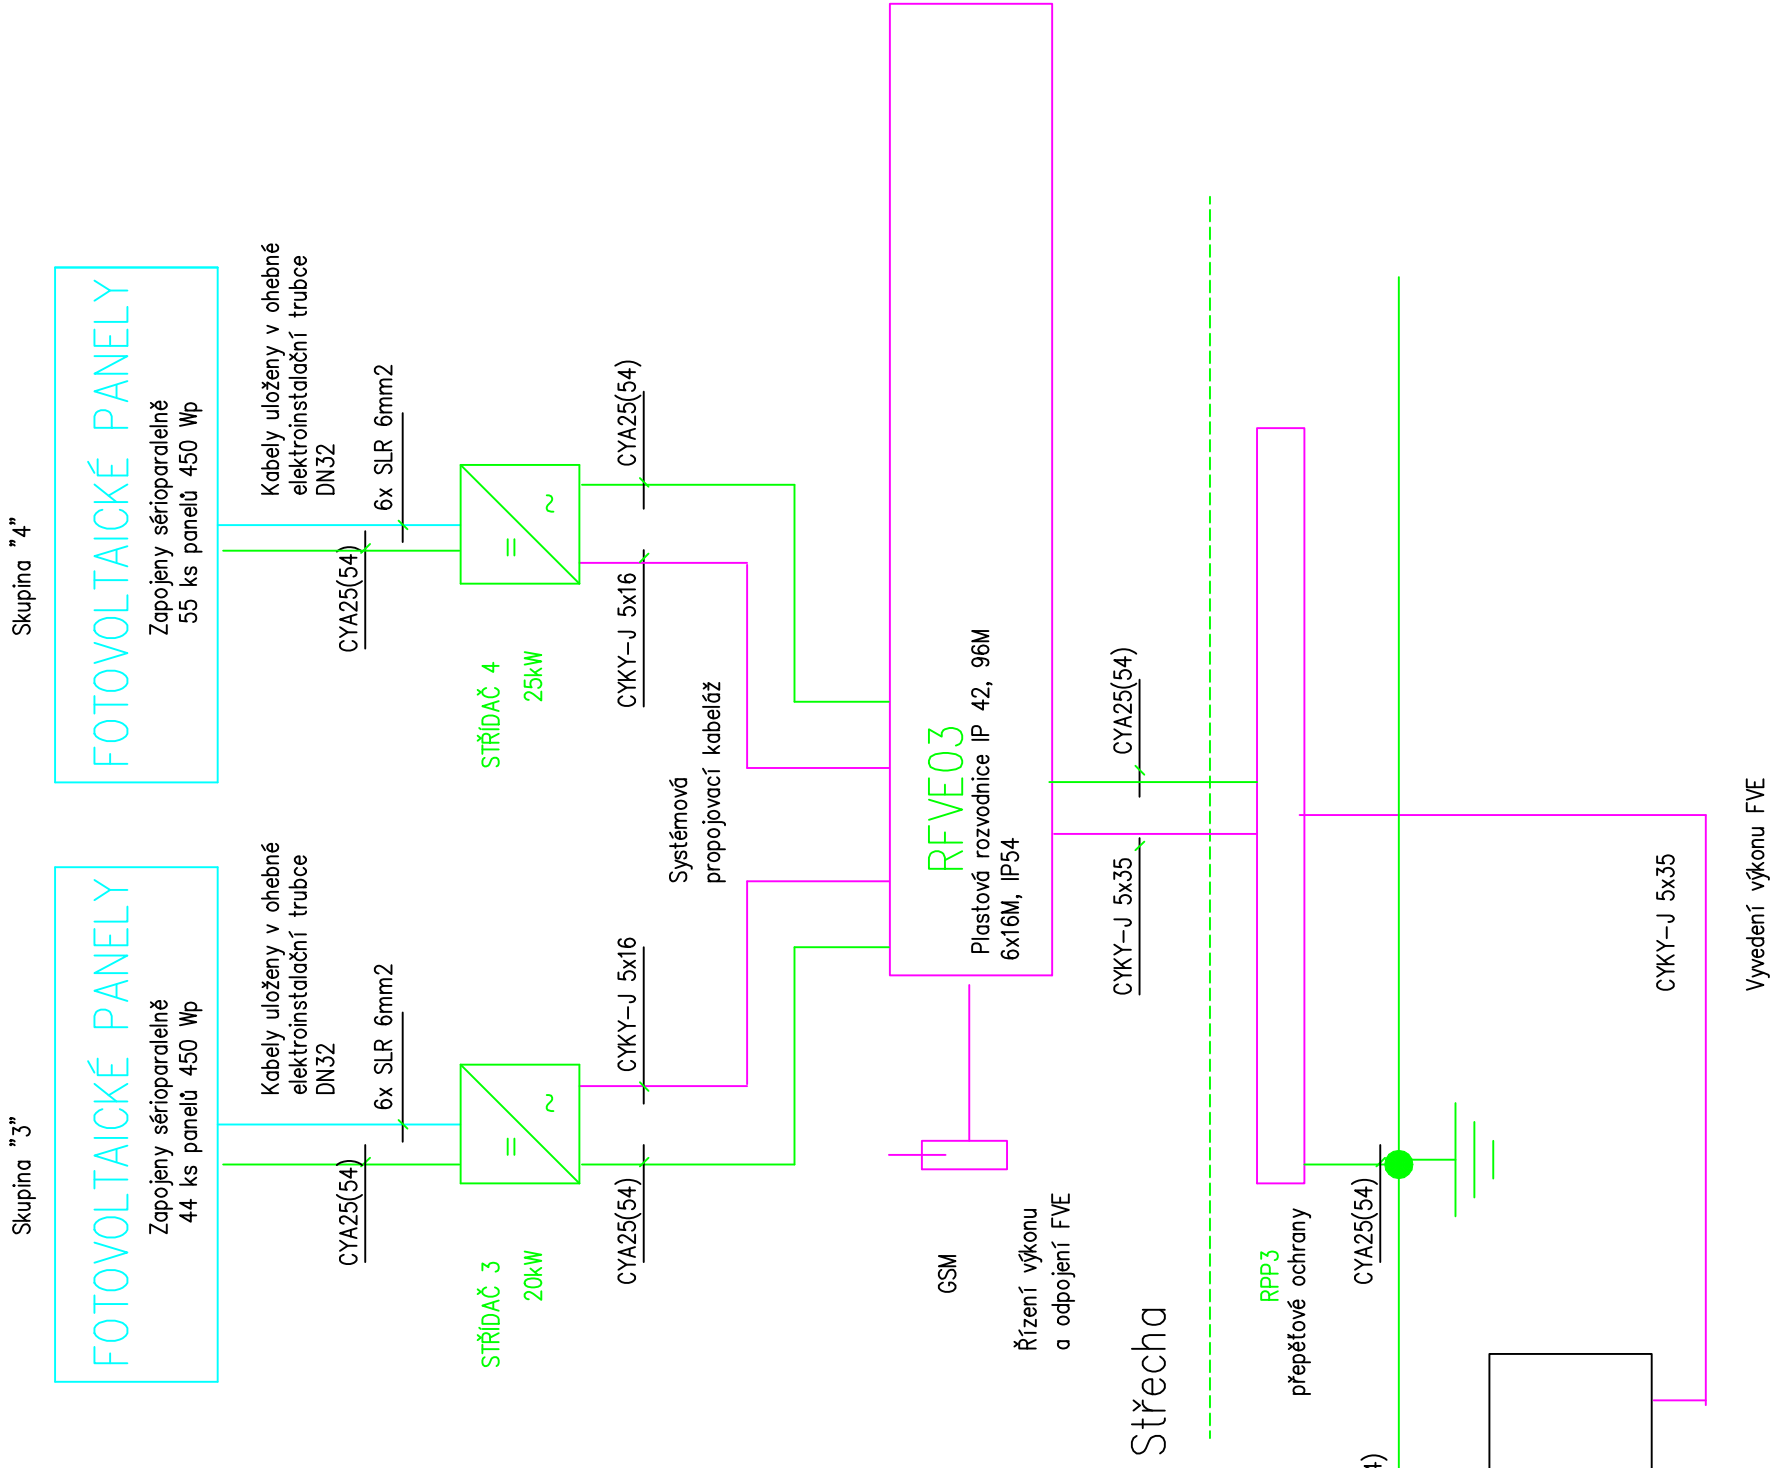 Skupina "3"
FOTOVOLTAICKÉ PANELY
Zapojeny sérioparalelně
44 ks panelů 450 Wp
Kabely uloženy v ohebné
elektroinstalační trubce
DN32
CYA25(54)
6x SLR 6mm2
STŘÍDAČ 3
20kW
=
~
CYA25(54)
CYKY-J 5x16
Skupina "4"
FOTOVOLTAICKÉ PANELY
Zapojeny sérioparalelně
55 ks panelů 450 Wp
Kabely uloženy v ohebné
elektroinstalační trubce
DN32
CYA25(54)
6x SLR 6mm2
STŘÍDAČ 4
25kW
=
~
CYKY-J 5x16
CYA25(54)
Systémová
propojovací kabeláž
RFVE03
Plastová rozvodnice IP 42, 96M
6x16M, IP54
GSM
Řízení výkonu
a odpojení FVE
CYKY-J 5x35
CYA25(54)
Střecha
RPP3
přepěťové ochrany
CYA25(54)
4)
CYKY-J 5x35
Vyvedení výkonu FVE